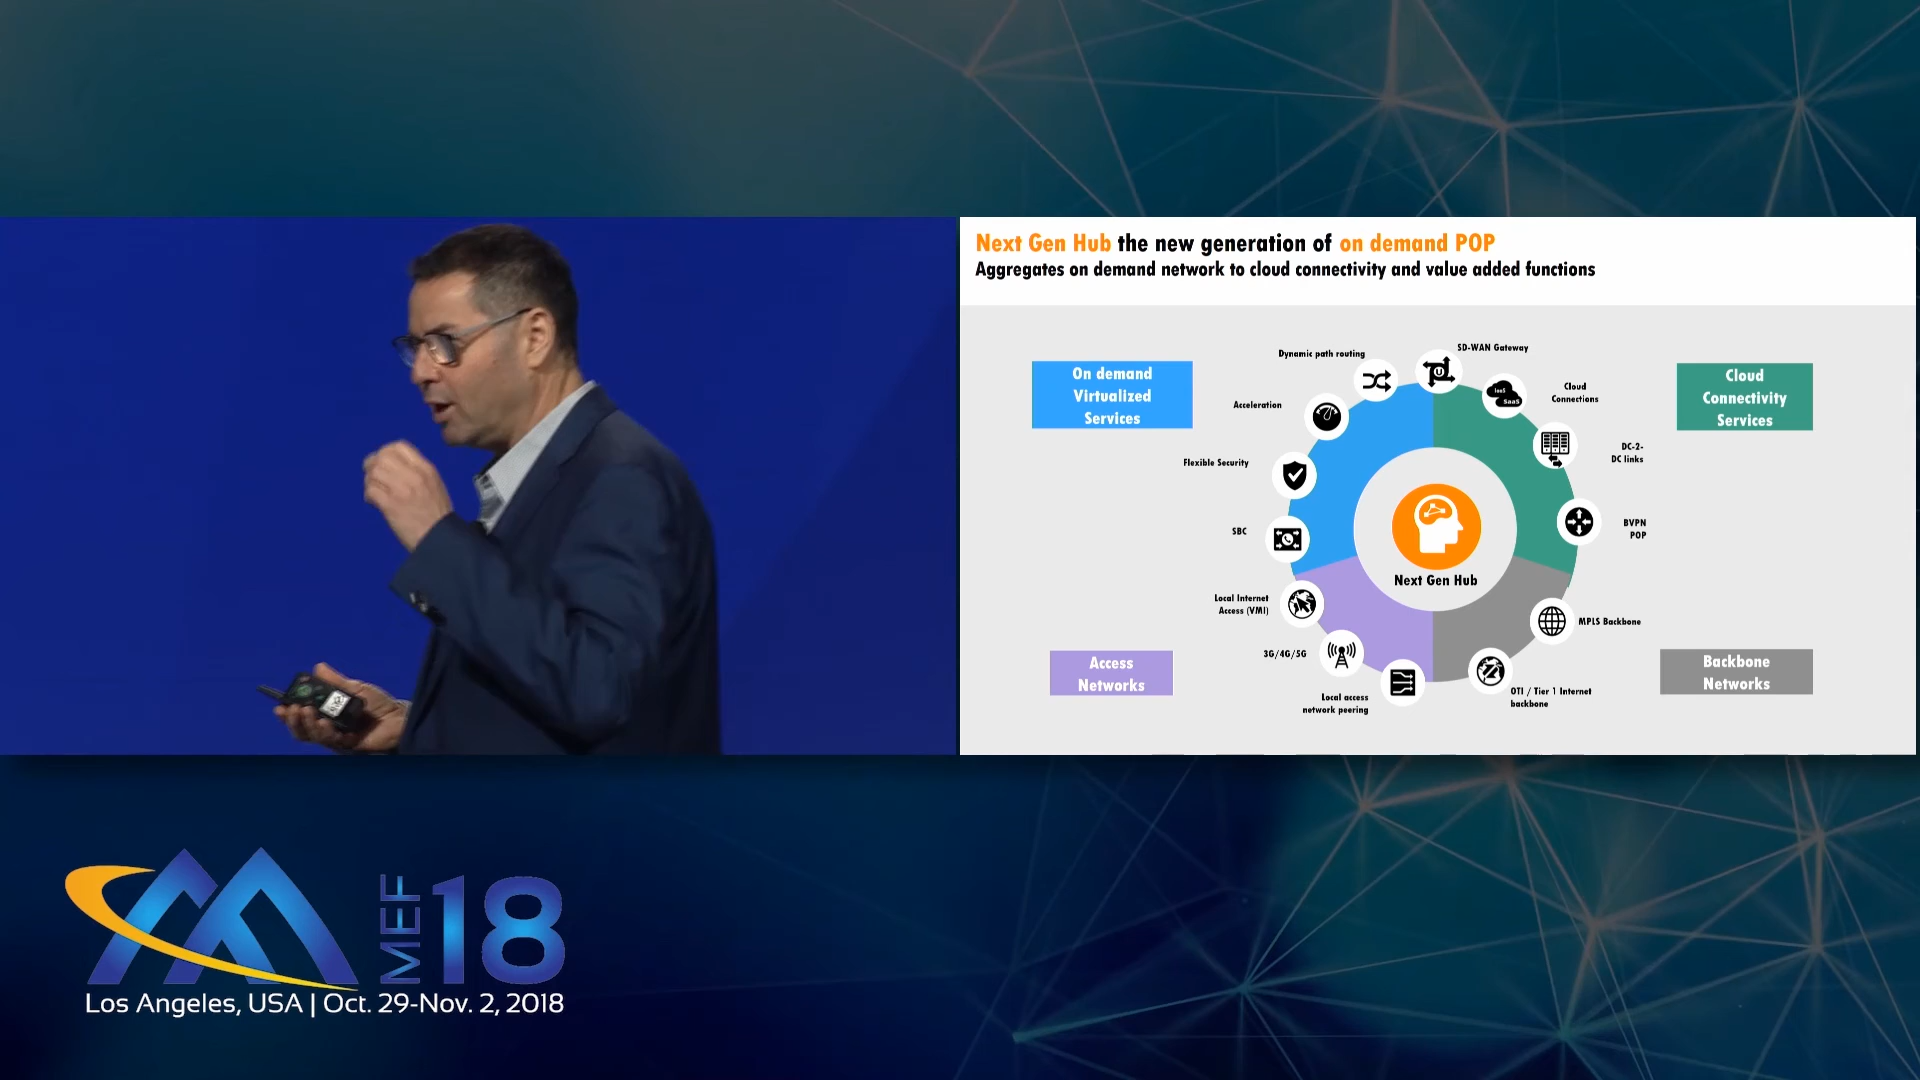 Next Gen Hub the new generation of on demand POP
Aggregates on demand network to cloud connectivity and value added functions
On demand
Virtualized
Services
Cloud
Connectivity
Services
Access
Networks
Backbone
Networks
Dynamic path routing
SD-WAN Gateway
Acceleration
Cloud
Connections
IaaS
SaaS
Flexible Security
DC-2-
DC links
SBC
BVPN
POP
Next Gen Hub
Local Internet
Access (VMI)
MPLS Backbone
3G/4G/5G
Local access
network peering
OTI / Tier 1 Internet
backbone
MEF 18
Los Angeles, USA | Oct. 29-Nov. 2, 2018